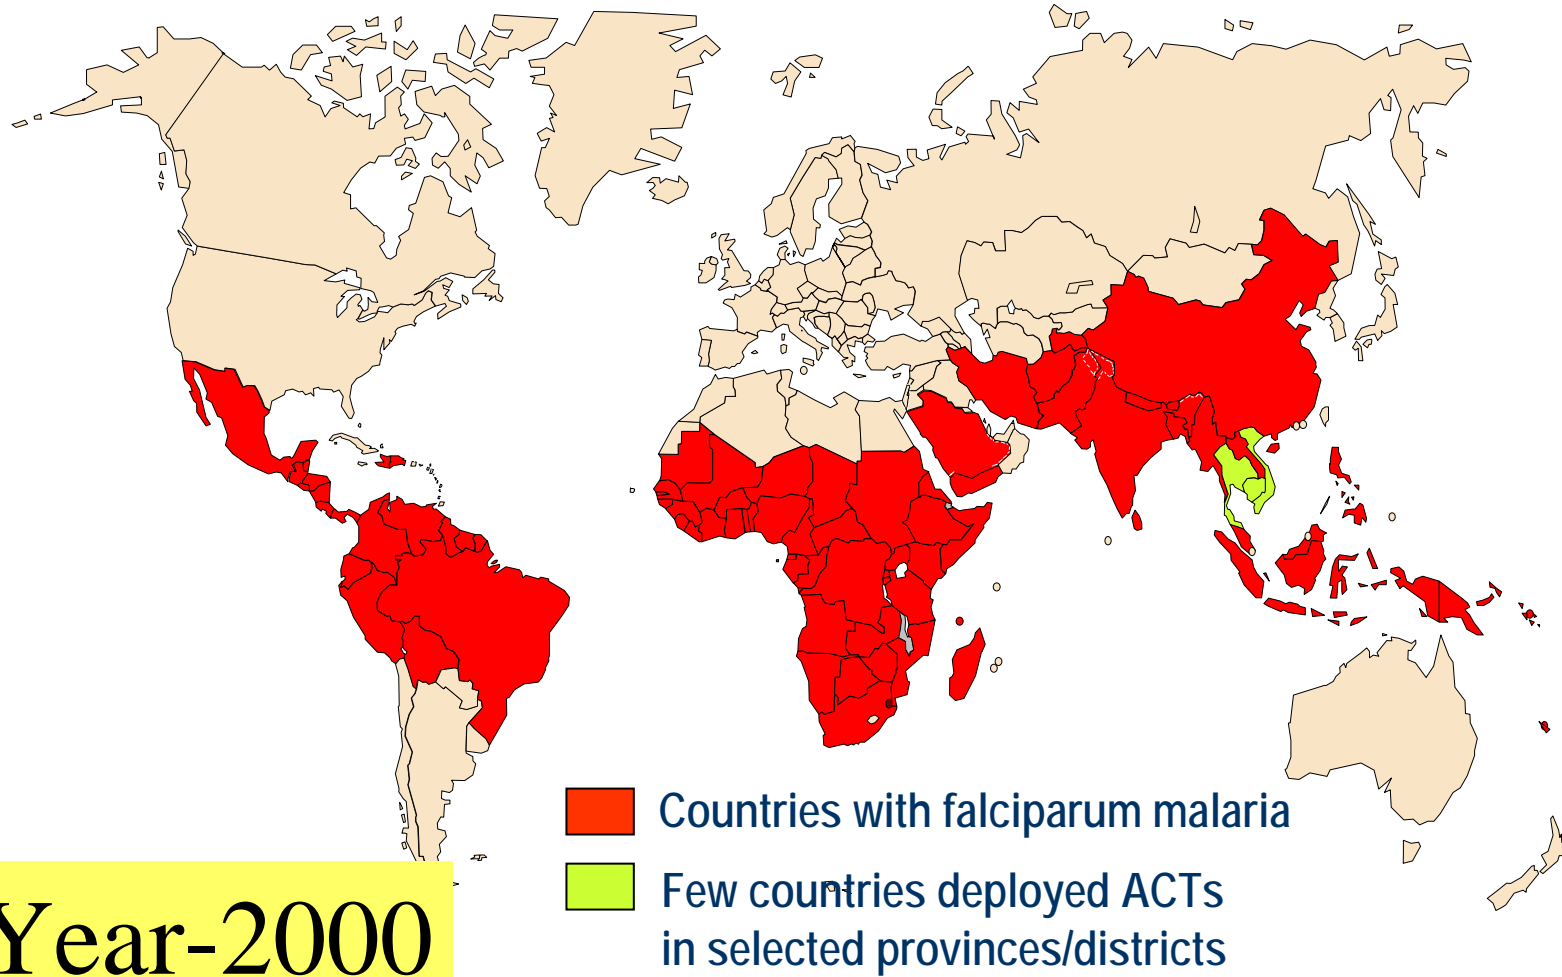 Countries with falciparum malaria
Few countries deployed ACTs
in selected provinces/districts
Year-2000